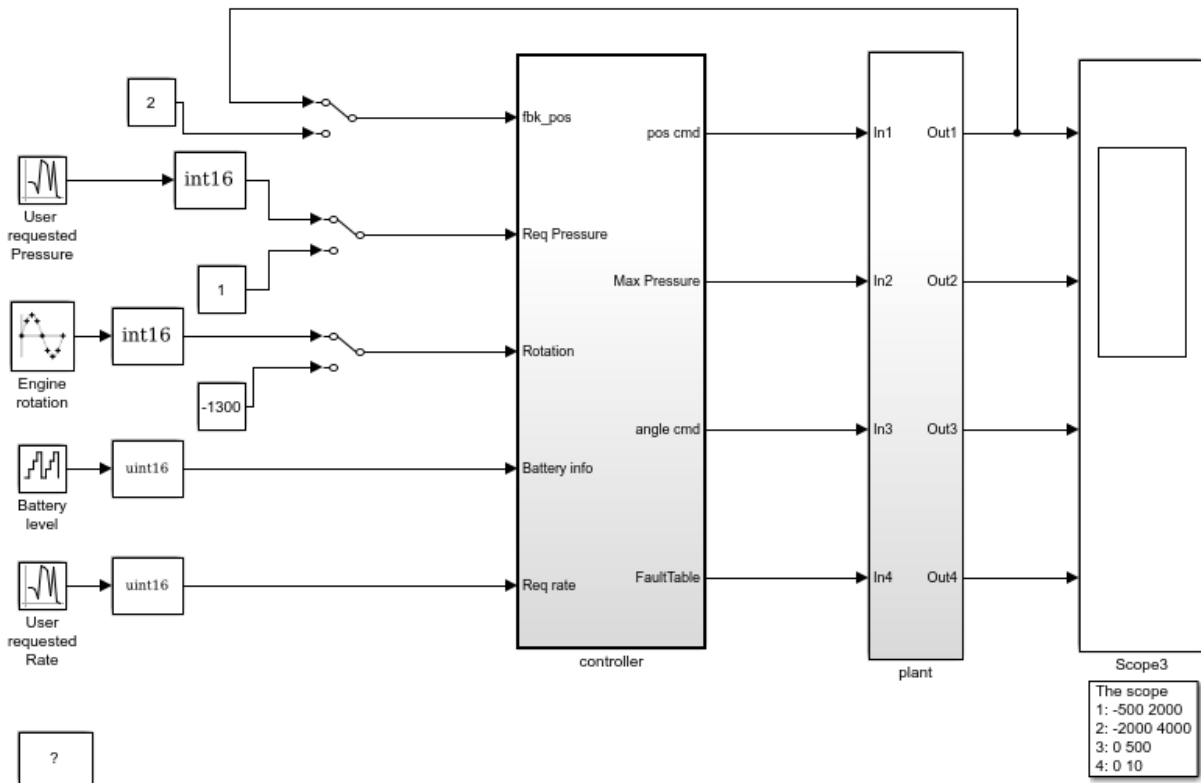 2
fbk_pos
pos cmd
In1
Out1
int16
User
requested
Pressure
Req Pressure
1
Max Pressure
In2
Out2
int16
Engine
rotation
Rotation
-1300
angle cmd
In3
Out3
uint16
Battery
level
Battery info
uint16
User
requested
Rate
Req rate
FaultTable
In4
Out4
controller
plant
Scope3
The scope
1: -500 2000
2: -2000 4000
3: 0 500
4: 0 10
?